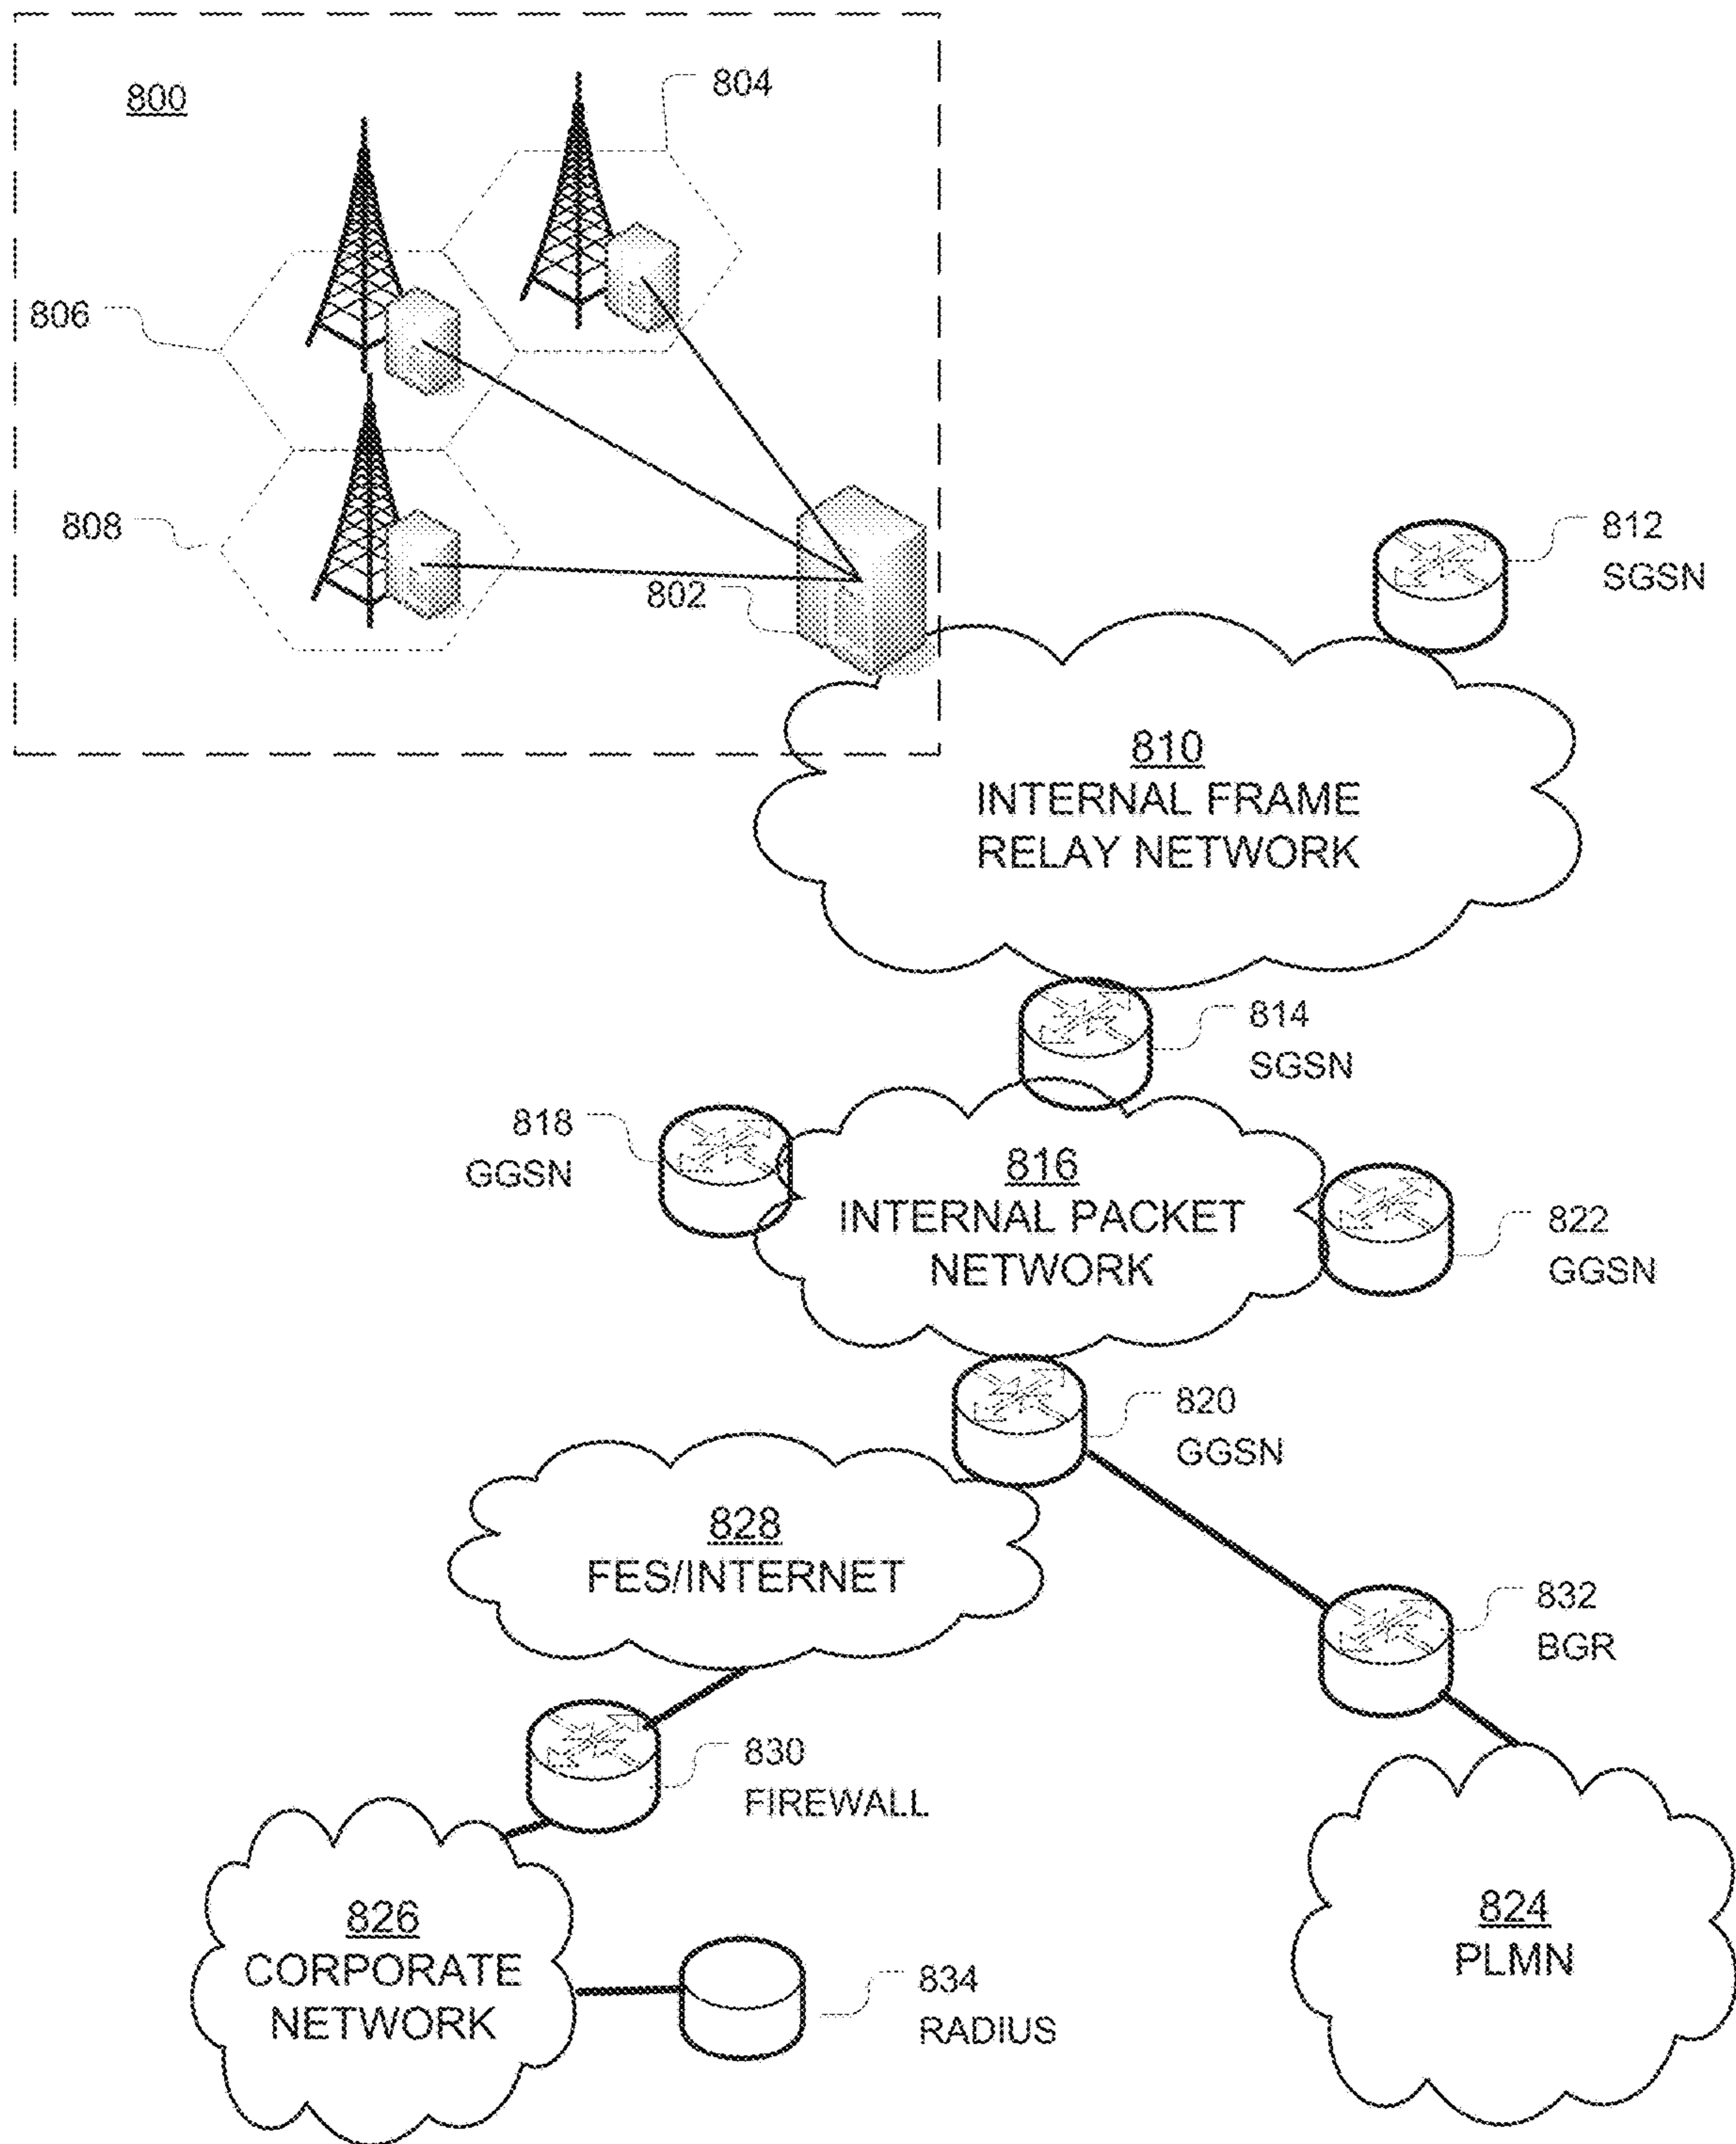 800
804
806
808
802
812
SGSN
810
INTERNAL FRAME
RELAY NETWORK
814
SGSN
818
GGSN
816
INTERNAL PACKET
NETWORK
822
GGSN
820
GGSN
828
FES/INTERNET
832
BGR
830
FIREWALL
826
CORPORATE
NETWORK
834
RADIUS
824
PLMN